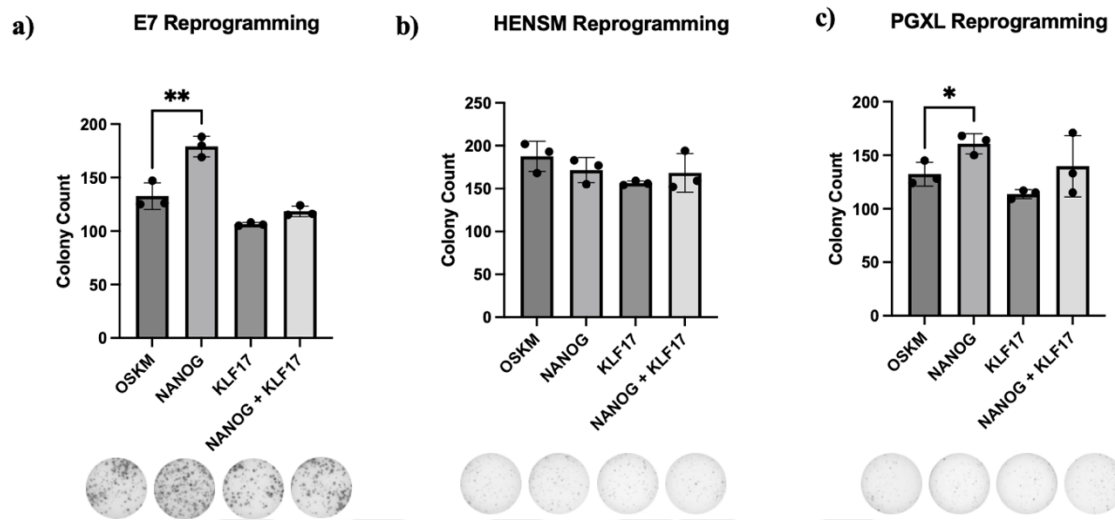 a)
E7 Reprogramming
**
Colony Count
200
150
100
50
0
OSKM
NANOG
KLF17
NANOG + KLF17
b)
HENSM Reprogramming
Colony Count
250
200
150
100
50
0
OSKM
NANOG
KLF17
NANOG + KLF17
c)
PGXL Reprogramming
*
Colony Count
200
150
100
50
0
OSKM
NANOG
KLF17
NANOG + KLF17